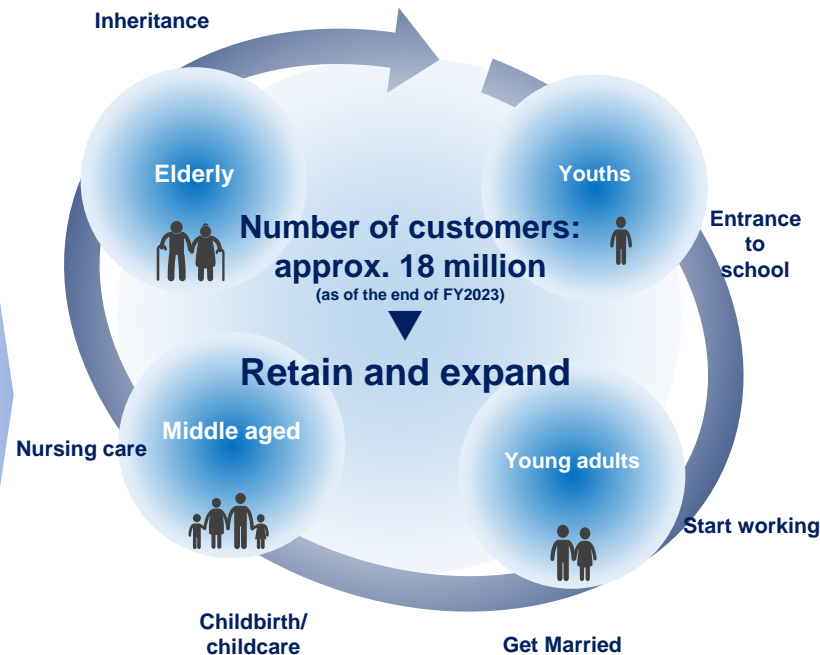 Inheritance
Elderly
Youths
Number of customers:
approx. 18 million
(as of the end of FY2023)
Entrance
to
school
Retain and expand
Middle aged
Nursing care
Young adults
Start working
Childbirth/
childcare
Get Married